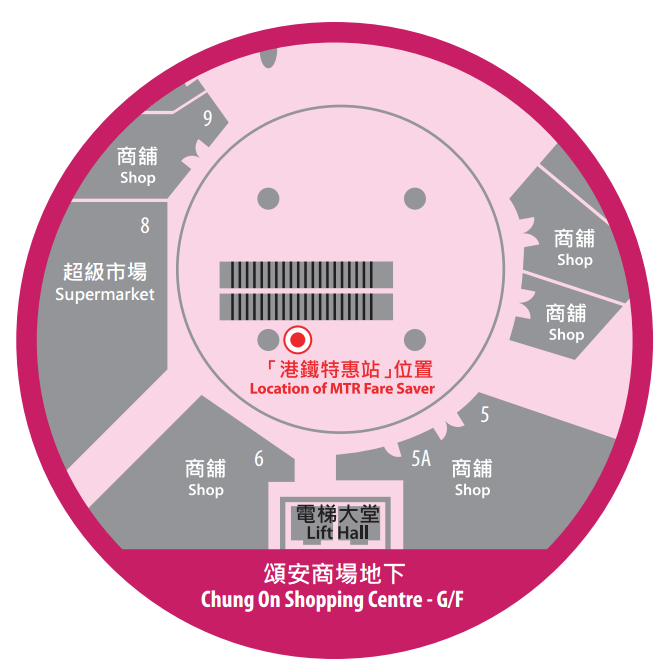 9
商舖
Shop
8
超級市場
Supermarket
商舖
Shop
商舖
Shop
「港鐵特惠站」位置
Location of MTR Fare Saver
5
6
5A
商舖
Shop
商舖
Shop
電梯大堂
Lift Hall
頌安商場地下
Chung On Shopping Centre - G/F